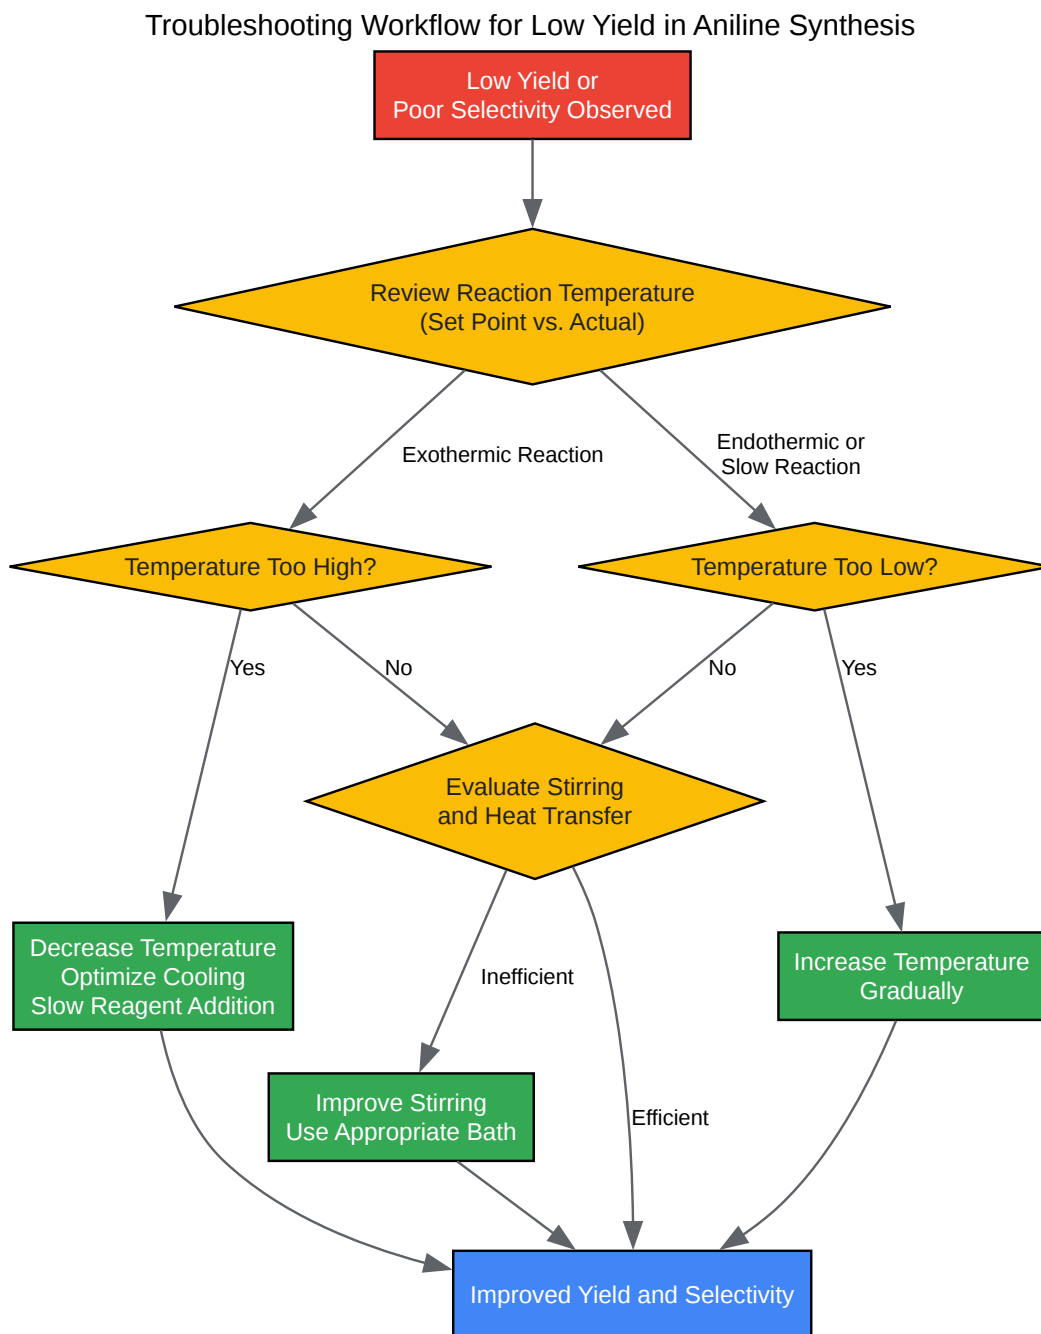 Troubleshooting Workflow for Low Yield in Aniline Synthesis
Low Yield or
Poor Selectivity Observed
Review Reaction Temperature
(Set Point vs. Actual)
Exothermic Reaction
Endothermic or
Slow Reaction
Temperature Too High?
Temperature Too Low?
Yes
No
No
Yes
Evaluate Stirring
and Heat Transfer
Decrease Temperature
Optimize Cooling
Slow Reagent Addition
Inefficient
Increase Temperature
Gradually
Improve Stirring
Use Appropriate Bath
Efficient
Improved Yield and Selectivity